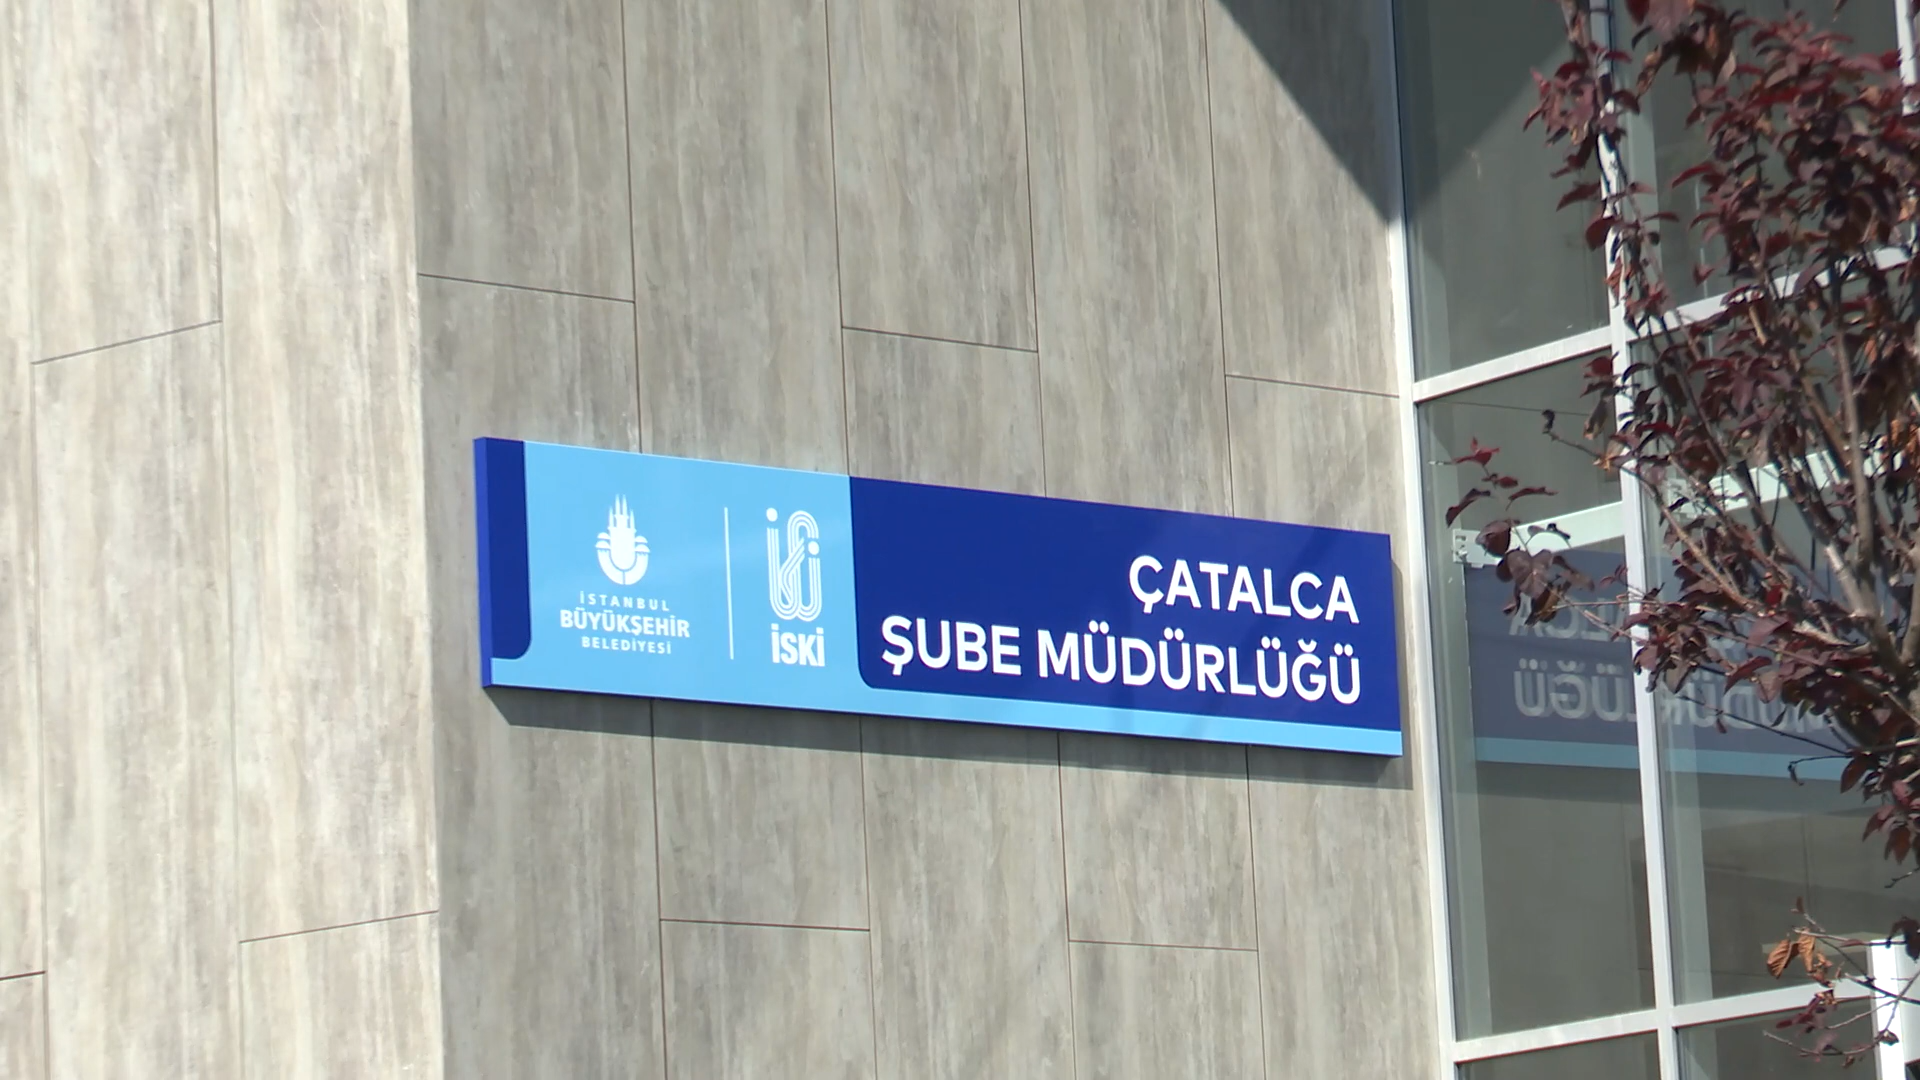 İSTANBUL
BÜYÜKŞEHİR
BELEDİYESİ
İSKİ
ÇATALCA
ŞUBE MÜDÜRLÜĞÜ